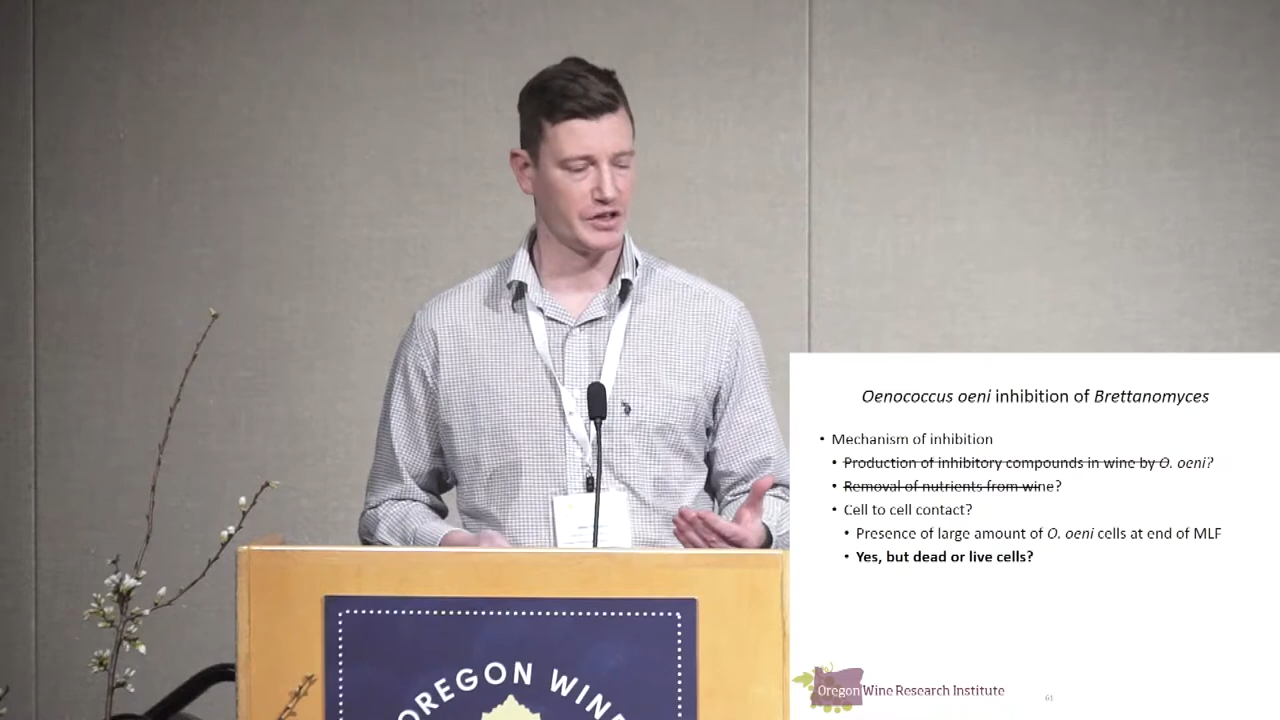 Oenococcus oeni inhibition of Brettanomyces
• Mechanism of inhibition
• Production of inhibitory compounds in wine by O. oeni?
• Removal of nutrients from wine?
• Cell to cell contact?
• Presence of large amount of O. oeni cells at end of MLF
• Yes, but dead or live cells?
Oregon Wine Research Institute
61
OREGON WINE